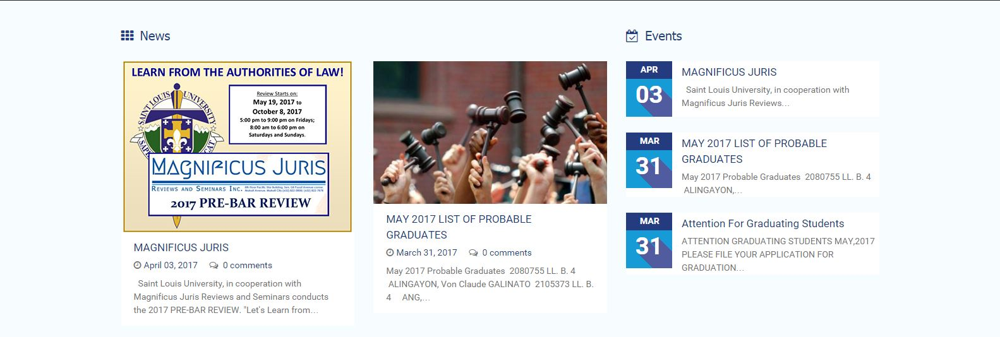 News
LEARN FROM THE AUTHORITIES OF LAW!
SAINT LOUIS UNIVERSITY
Review Starts on:
May 19, 2017 to
October 8, 2017
5:00 pm to 9:00 pm on Fridays;
8:00 am to 6:00 pm on
Saturdays and Sundays.
MAGNIFICUS JURIS
REVIEWS AND SEMINARS INC.
2017 PRE-BAR REVIEW
MAGNIFICUS JURIS
April 03, 2017 0 comments
Saint Louis University, in cooperation with
Magnificus Juris Reviews and Seminars conducts
the 2017 PRE-BAR REVIEW. "Let's Learn from...
MAY 2017 LIST OF PROBABLE
GRADUATES
March 31, 2017 0 comments
May 2017 Probable Graduates 2080755 LL. B. 4
ALINGAYON, Von Claude GALINATO 2105373 LL. B.
4 ANG,...
Events
APR
03
MAGNIFICUS JURIS
Saint Louis University, in cooperation with
Magnificus Juris Reviews...
MAR
31
MAY 2017 LIST OF PROBABLE
GRADUATES
May 2017 Probable Graduates 2080755 LL. B. 4
ALINGAYON,...
MAR
31
Attention For Graduating Students
ATTENTION GRADUATING STUDENTS MAY,2017
PLEASE FILE YOUR APPLICATION FOR
GRADUATION...